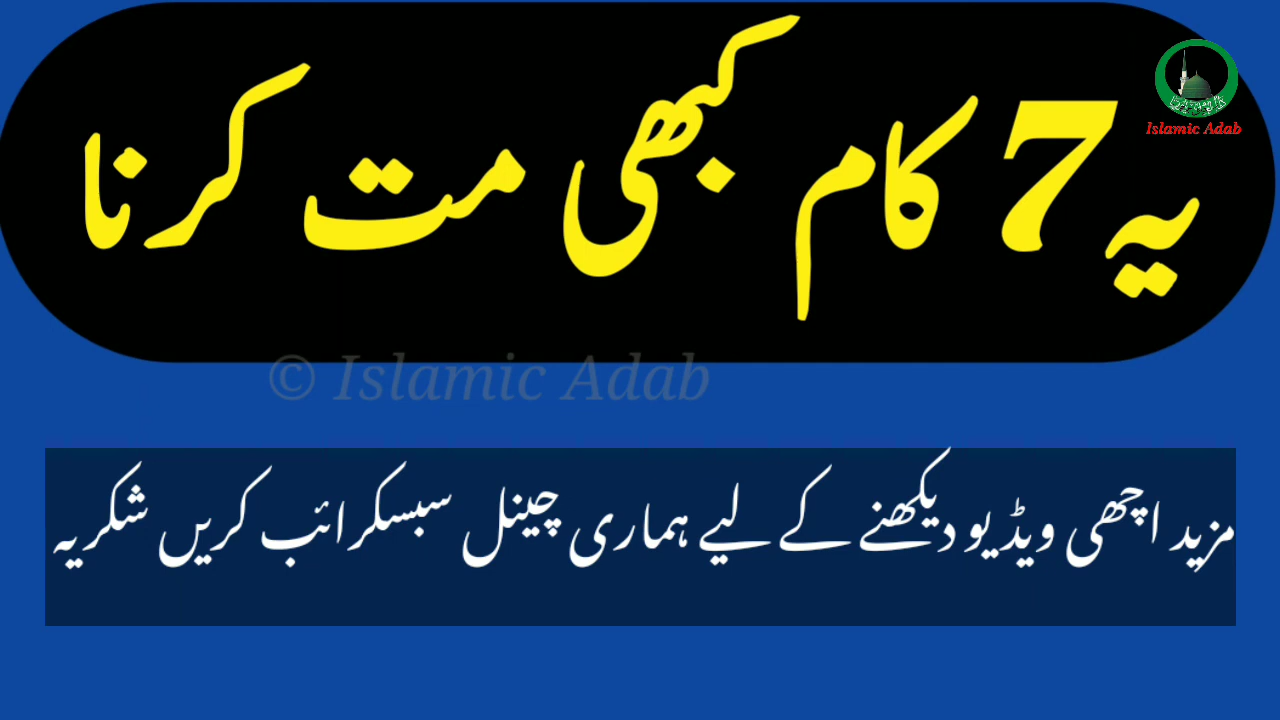 یہ 7 کام کبھی مت کرنا
Islamic Adab
© Islamic Adab
مزید اچھی ویڈیو دیکھنے کے لیے ہماری چینل سبسکرائب کریں شکریہ